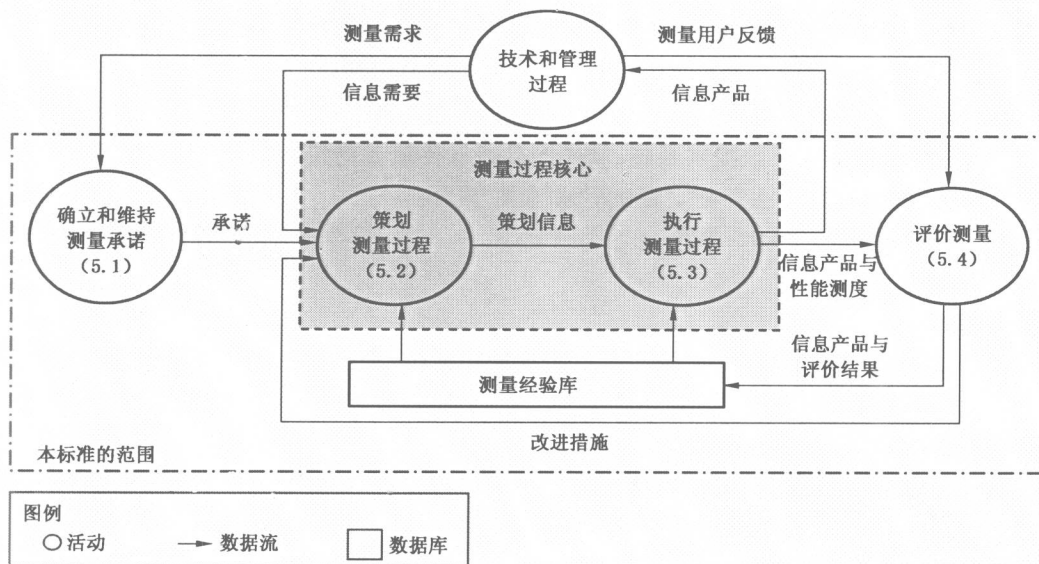 测量需求
技术和管理
过程
测量用户反馈
信息需要
信息产品
测量过程核心
确立和维持
测量承诺
（5.1）
承诺
策划
测量过程
（5.2）
策划信息
执行
测量过程
（5.3）
信息产品与
性能测度
评价测量
（5.4）
信息产品与
评价结果
测量经验库
改进措施
本标准的范围
图例
活动
数据流
数据库